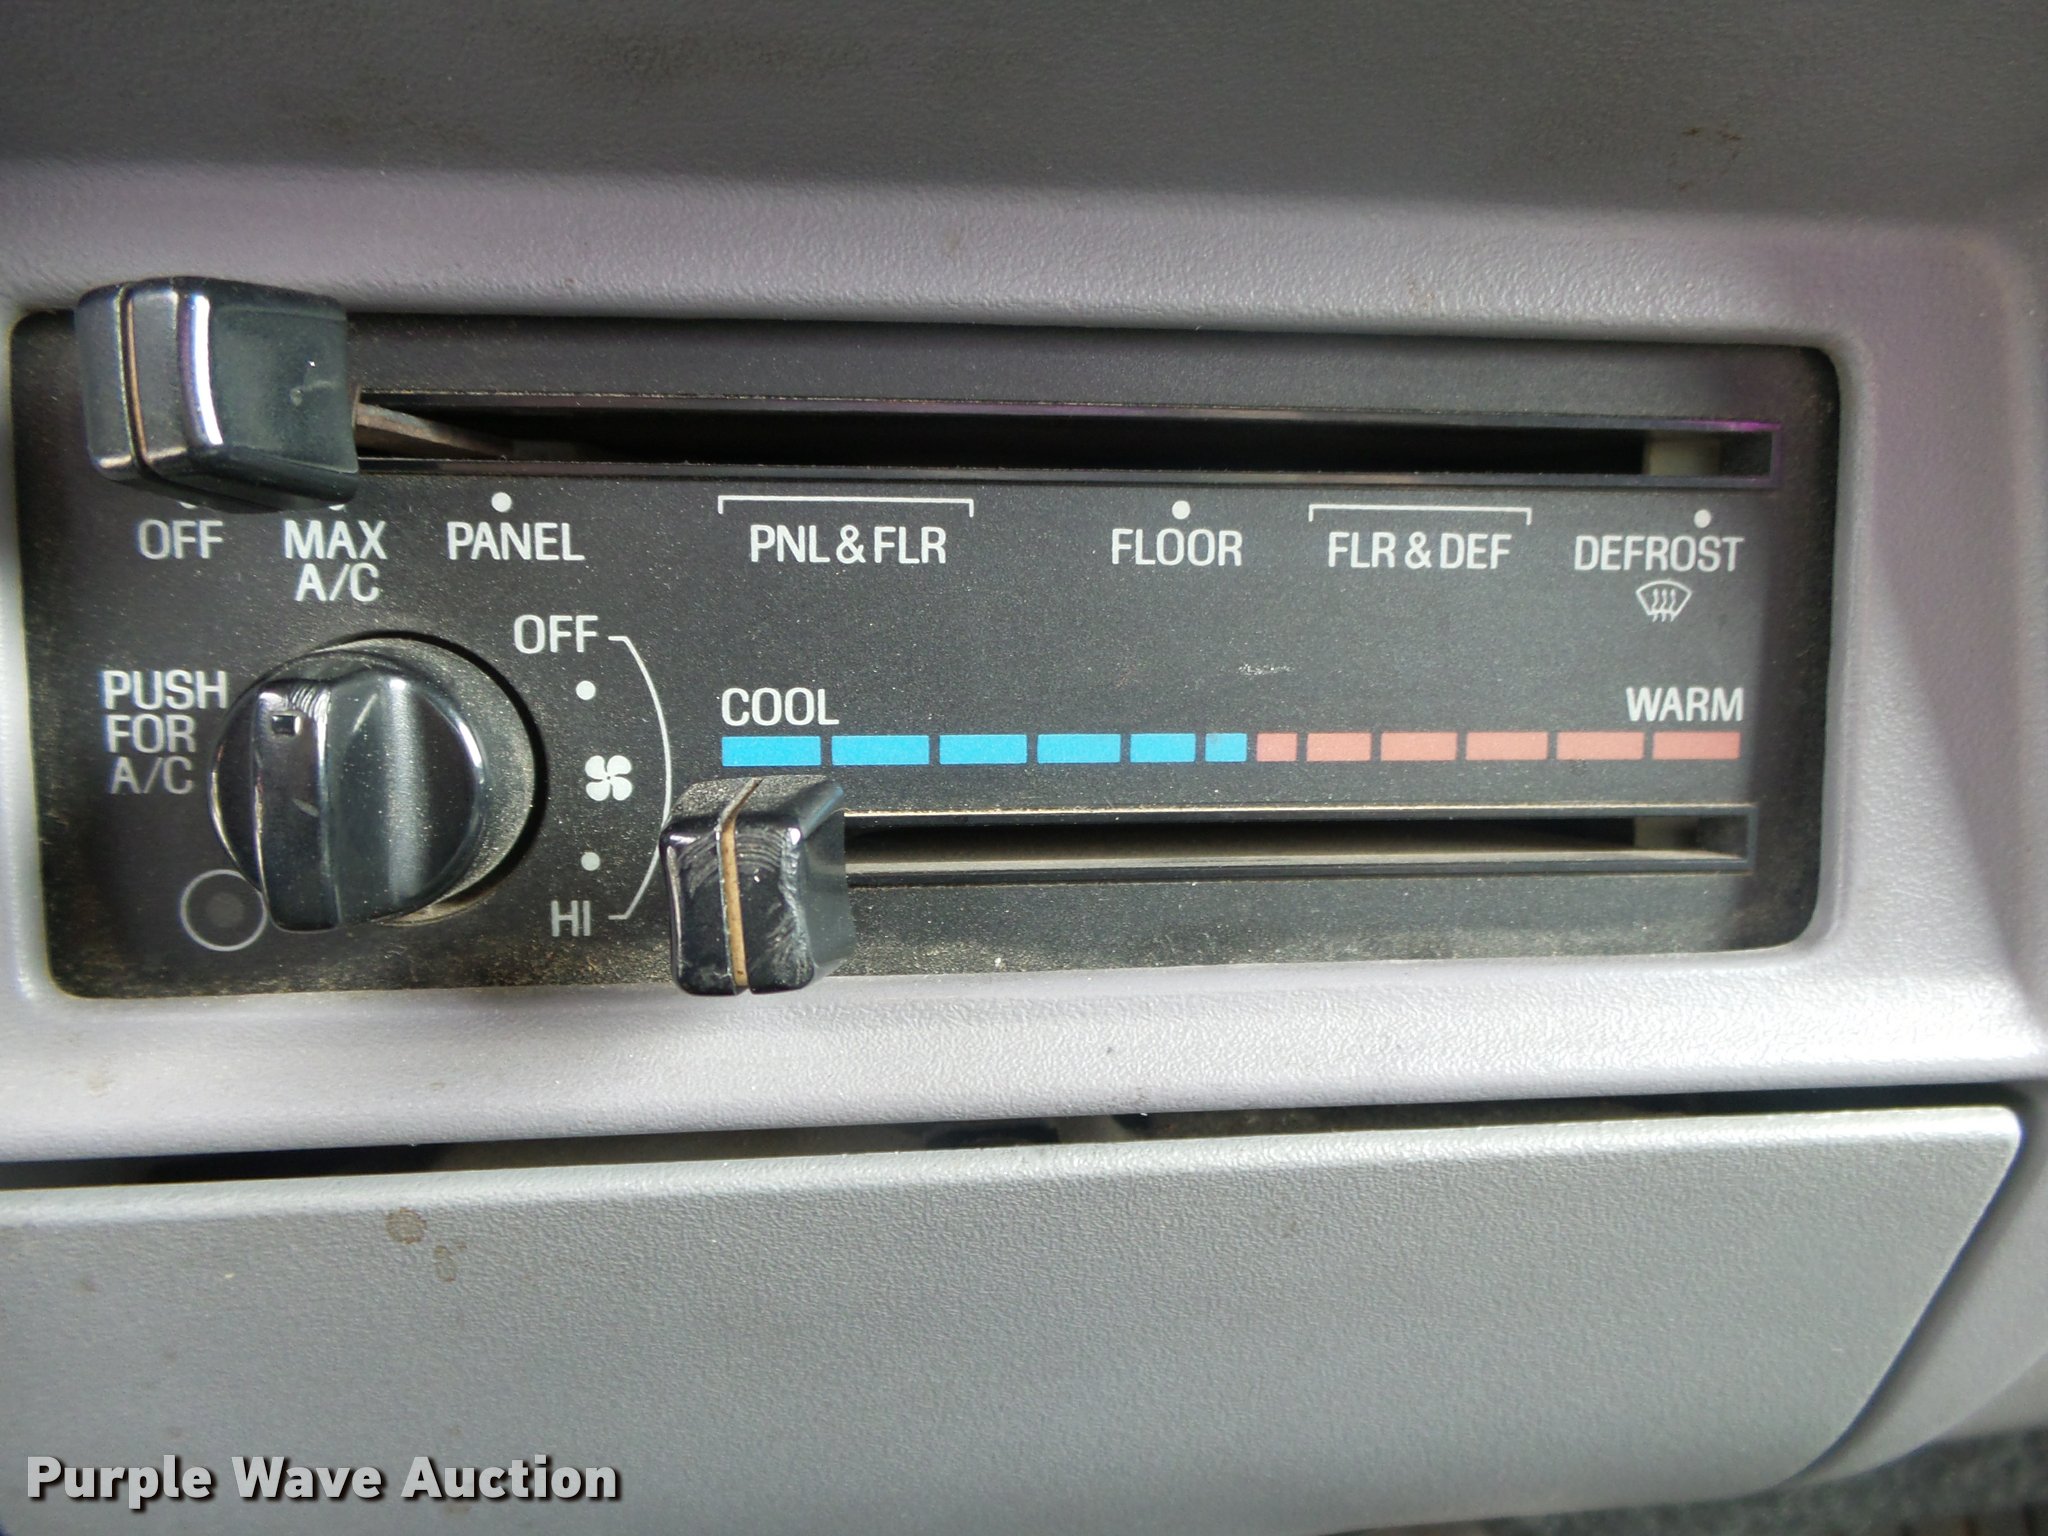 OFF MAX A/C PANEL PNL & FLR FLOOR FLR & DEF DEFROST
OFF
PUSH
FOR
A/C
COOL WARM
HI
Purple Wave Auction